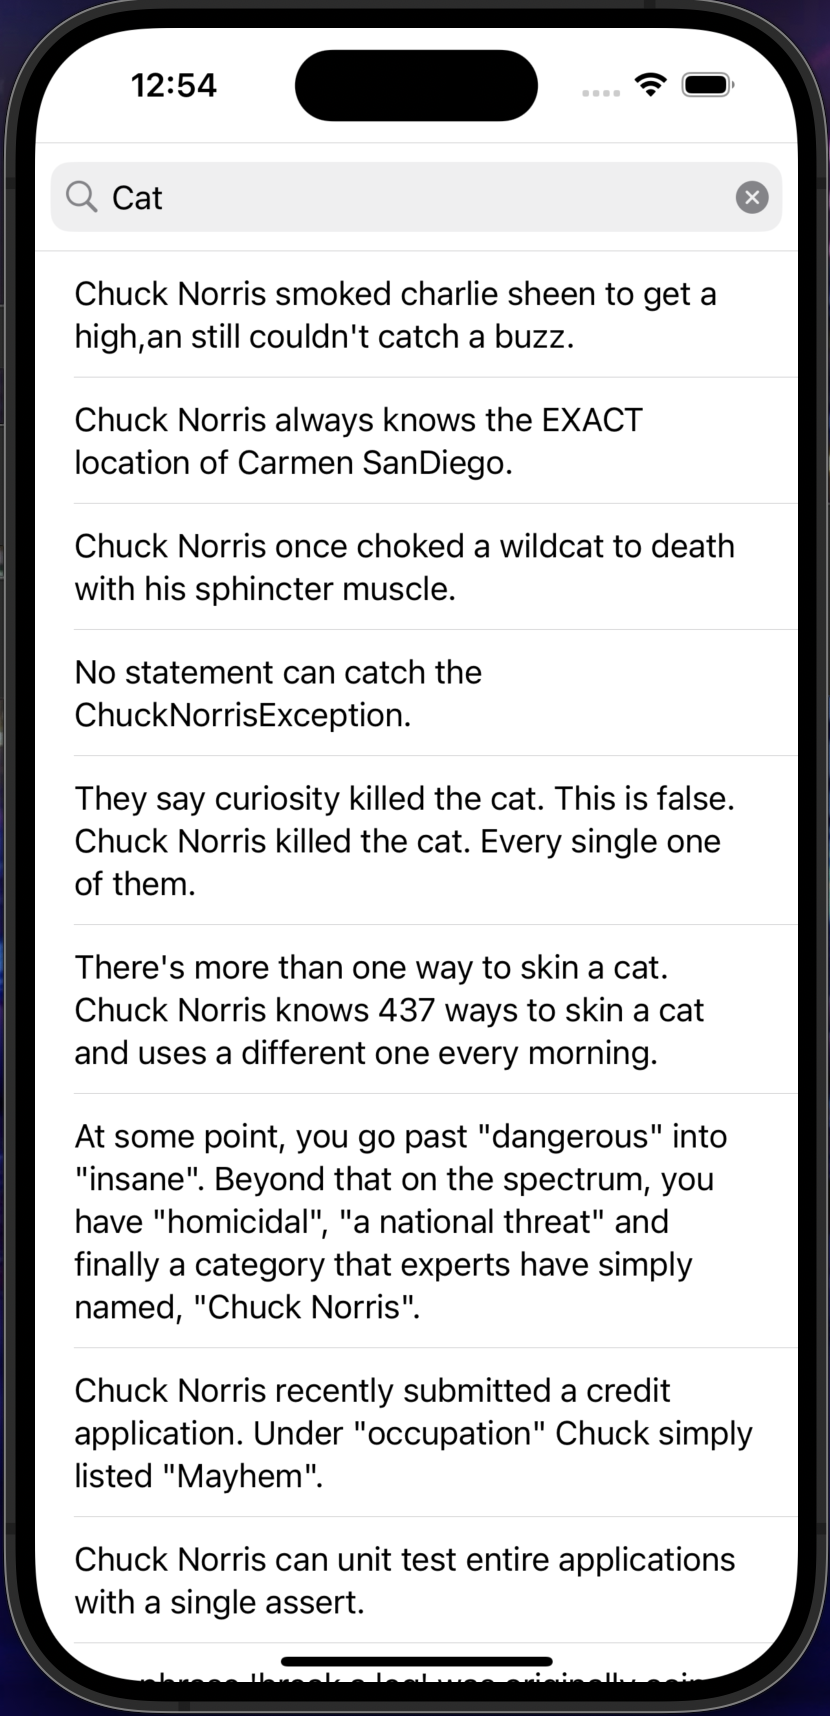 12:54
Cat
Chuck Norris smoked charlie sheen to get a
high,an still couldn't catch a buzz.
Chuck Norris always knows the EXACT
location of Carmen SanDiego.
Chuck Norris once choked a wildcat to death
with his sphincter muscle.
No statement can catch the
ChuckNorrisException.
They say curiosity killed the cat. This is false.
Chuck Norris killed the cat. Every single one
of them.
There's more than one way to skin a cat.
Chuck Norris knows 437 ways to skin a cat
and uses a different one every morning.
At some point, you go past "dangerous" into
"insane". Beyond that on the spectrum, you
have "homicidal", "a national threat" and
finally a category that experts have simply
named, "Chuck Norris".
Chuck Norris recently submitted a credit
application. Under "occupation" Chuck simply
listed "Mayhem".
Chuck Norris can unit test entire applications
with a single assert.
phrase 'break a leg' was originally